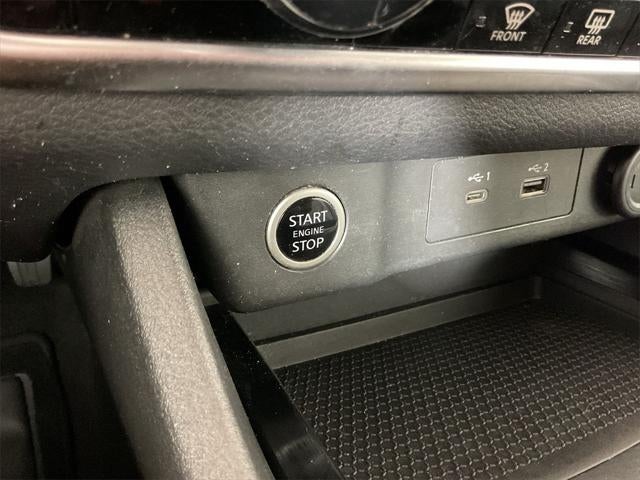 FRONT
REAR
1
2
START
ENGINE
STOP